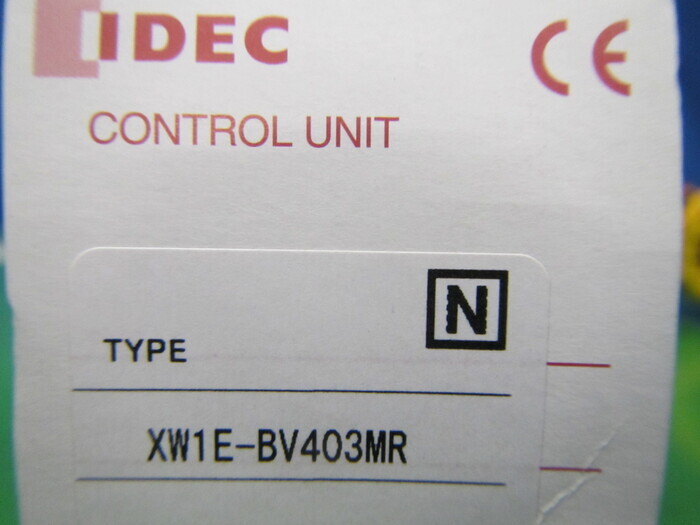 IDEC CE
CONTROL UNIT
N
TYPE
XW1E-BV403MR